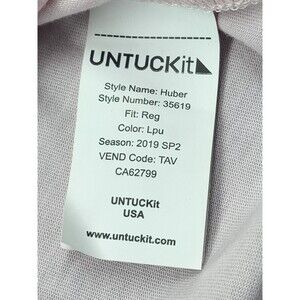 UNTUCKit
Style Name: Huber
Style Number: 35619
Fit: Reg
Color: Lpu
Season: 2019 SP2
VEND Code: TAV
CA62799
UNTUCKit
USA
www.untuckit.com